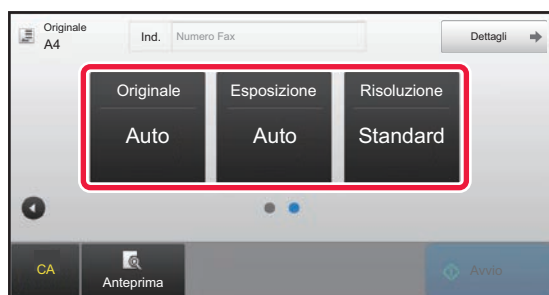 Originale
A4
Ind. Numero Fax
Dettagli
Originale Esposizione Risoluzione
Auto Auto Standard
CA
Anteprima
Avvio